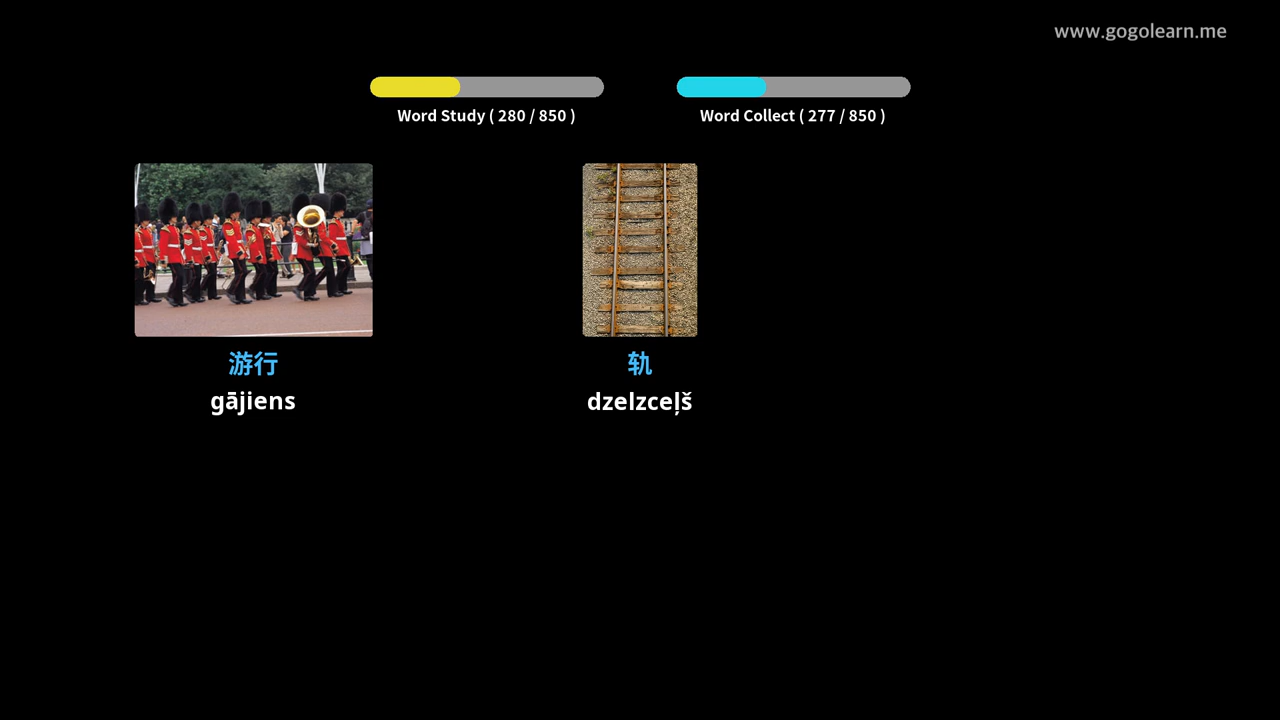 www.gogolearn.me
Word Study ( 280 / 850 )
Word Collect ( 277 / 850 )
游行
gājiens
轨
dzelzceļš